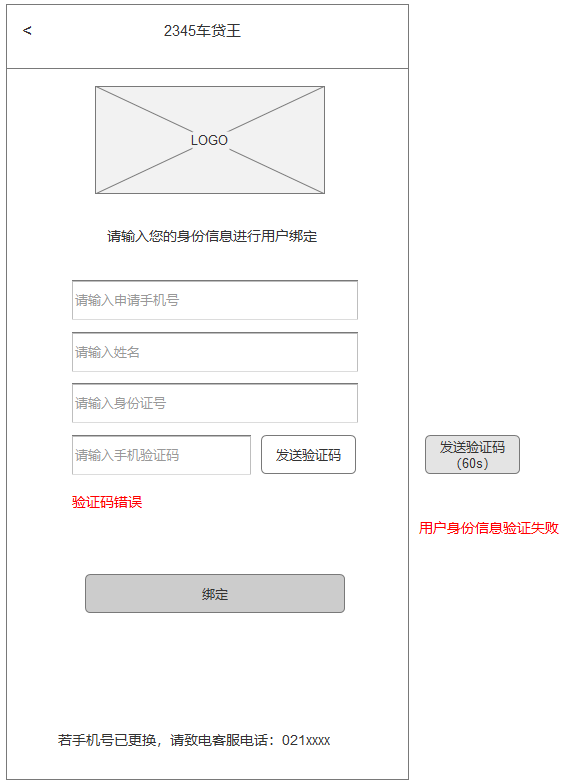 <
2345车贷王
LOGO
请输入您的身份信息进行用户绑定
请输入申请手机号
请输入姓名
请输入身份证号
请输入手机验证码
发送验证码
发送验证码
（60s）
验证码错误
用户身份信息验证失败
绑定
若手机号已更换，请致电客服电话：021xxxx